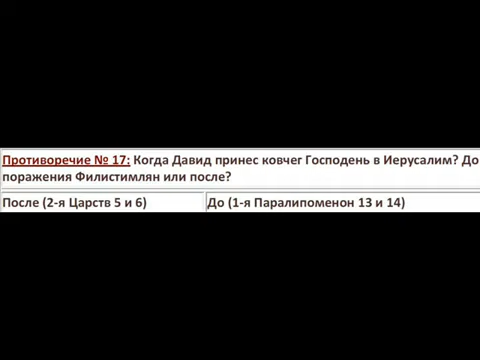 Противоречие № 17: Когда Давид принес ковчег Господень в Иерусалим? До
поражения Филистимлян или после?
После (2-я Царств 5 и 6) До (1-я Паралипоменон 13 и 14)